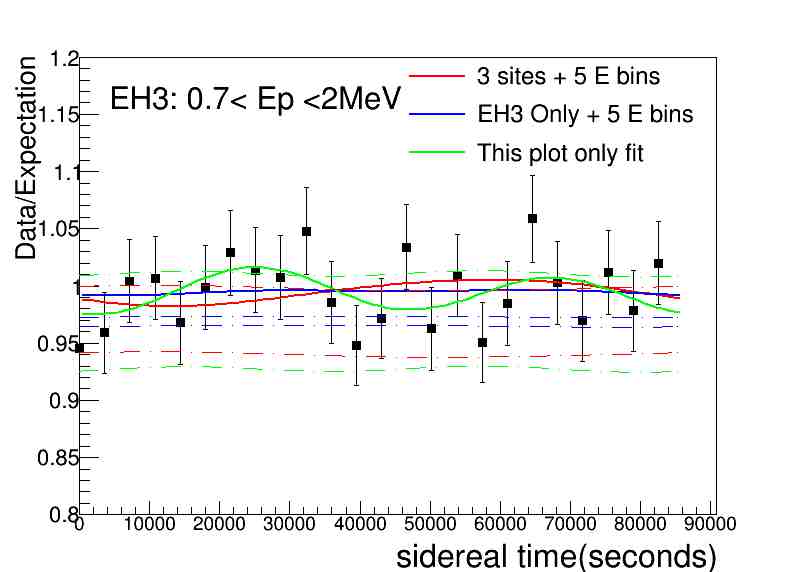 1.2
EH3: 0.7< Ep <2MeV
3 sites + 5 E bins
EH3 Only + 5 E bins
This plot only fit
Data/Expectation
1.15
1.1
1.05
1
0.95
0.9
0.85
0.8
0 10000 20000 30000 40000 50000 60000 70000 80000 90000
sidereal time(seconds)